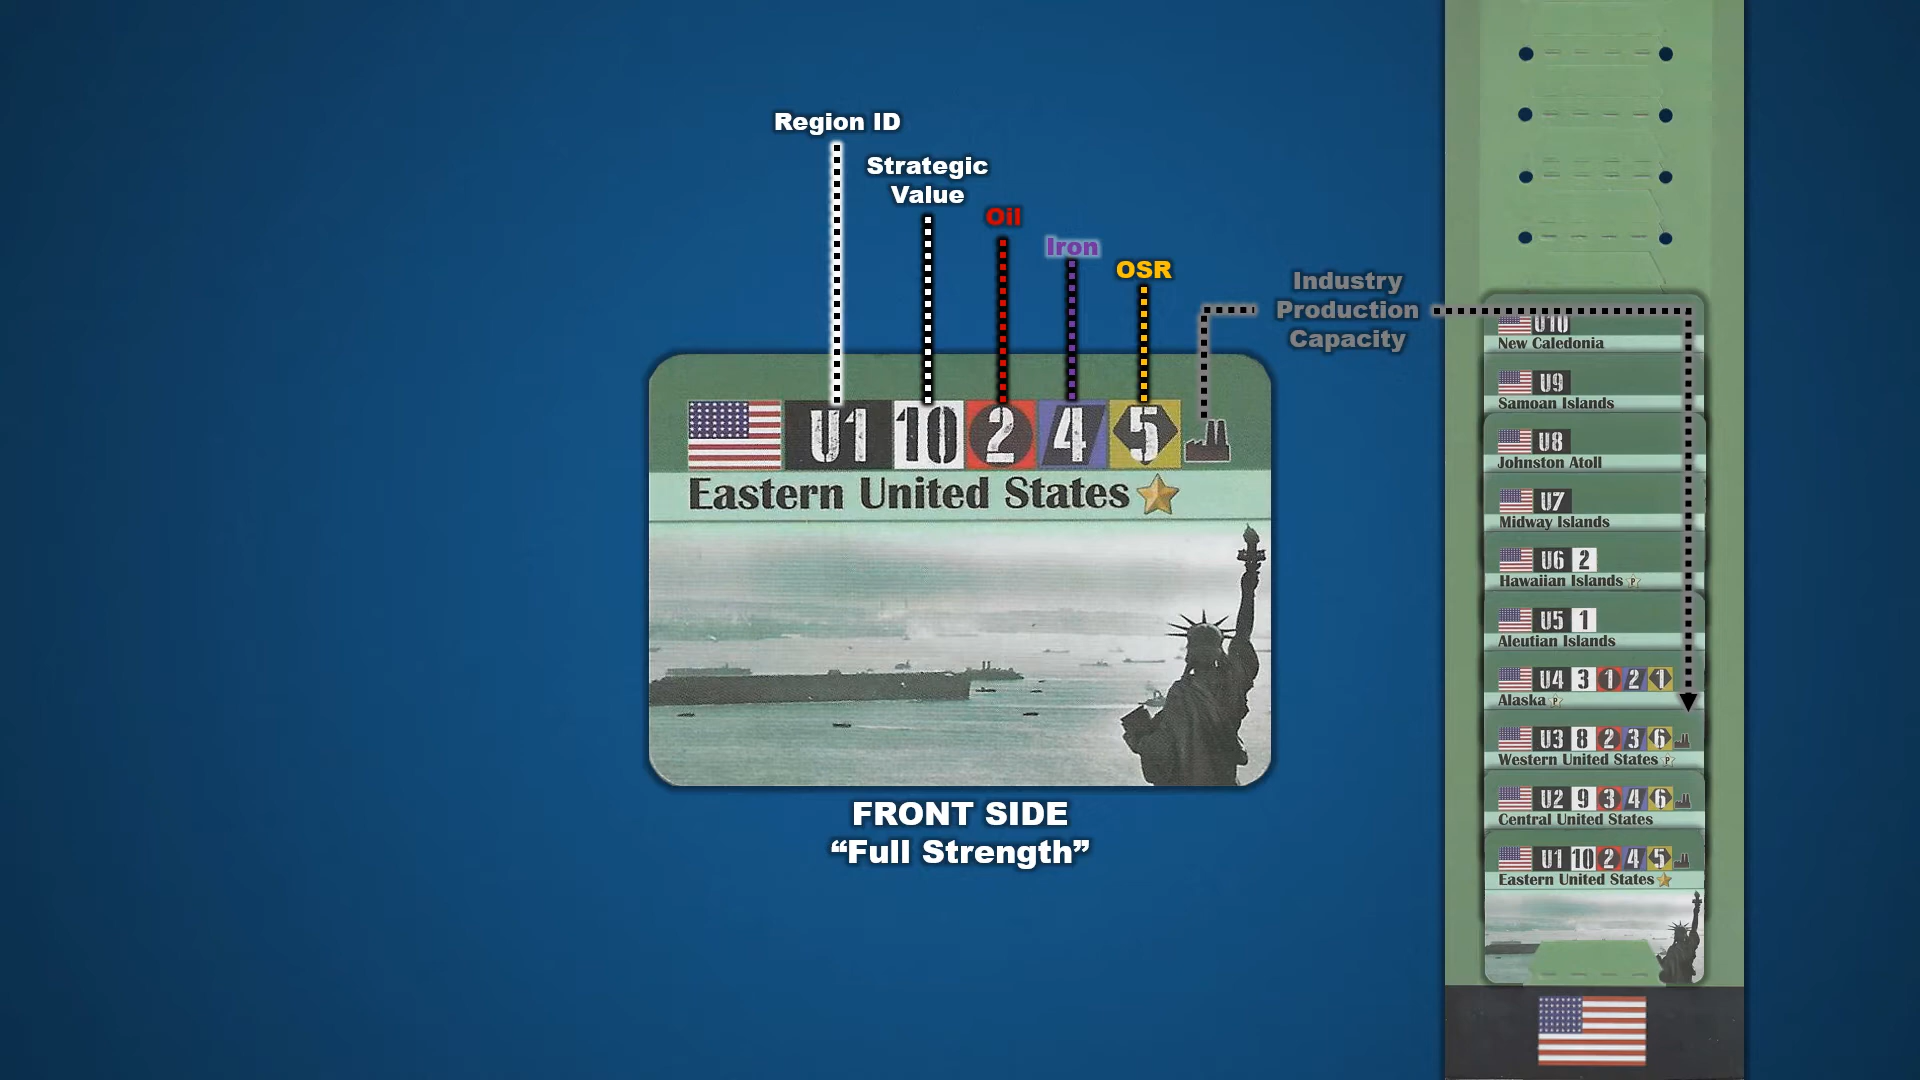 Region ID
Strategic
Value
Oil
Iron
OSR
Industry
Production
Capacity
U1 10 2 4 5
Eastern United States
FRONT SIDE
“Full Strength”
U10
New Caledonia
U9
Samoan Islands
U8
Johnston Atoll
U7
Midway Islands
U6 2
Hawaiian Islands P
U5 1
Aleutian Islands
U4 3 1 2 1
Alaska P
U3 8 2 3 6
Western United States P
U2 9 3 4 6
Central United States
U1 10 2 4 5
Eastern United States